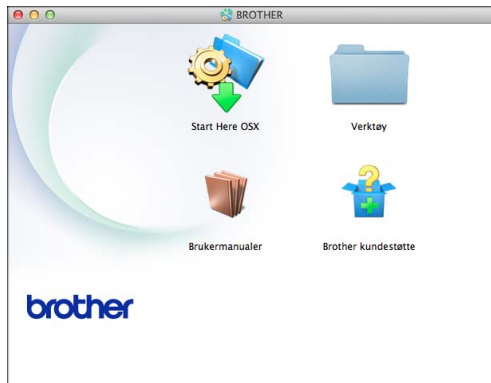 BROTHER
Start Here OSX
Verktøy
Brukermanualer
Brother kundestøtte
brother